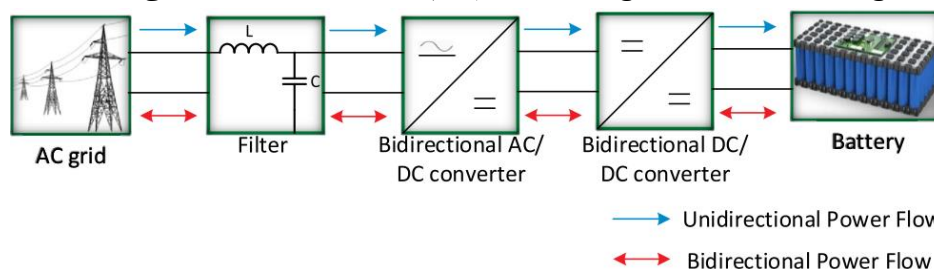 L
C
AC grid
Filter
Bidirectional AC/
DC converter
Bidirectional DC/
DC converter
Battery
Unidirectional Power Flow
Bidirectional Power Flow